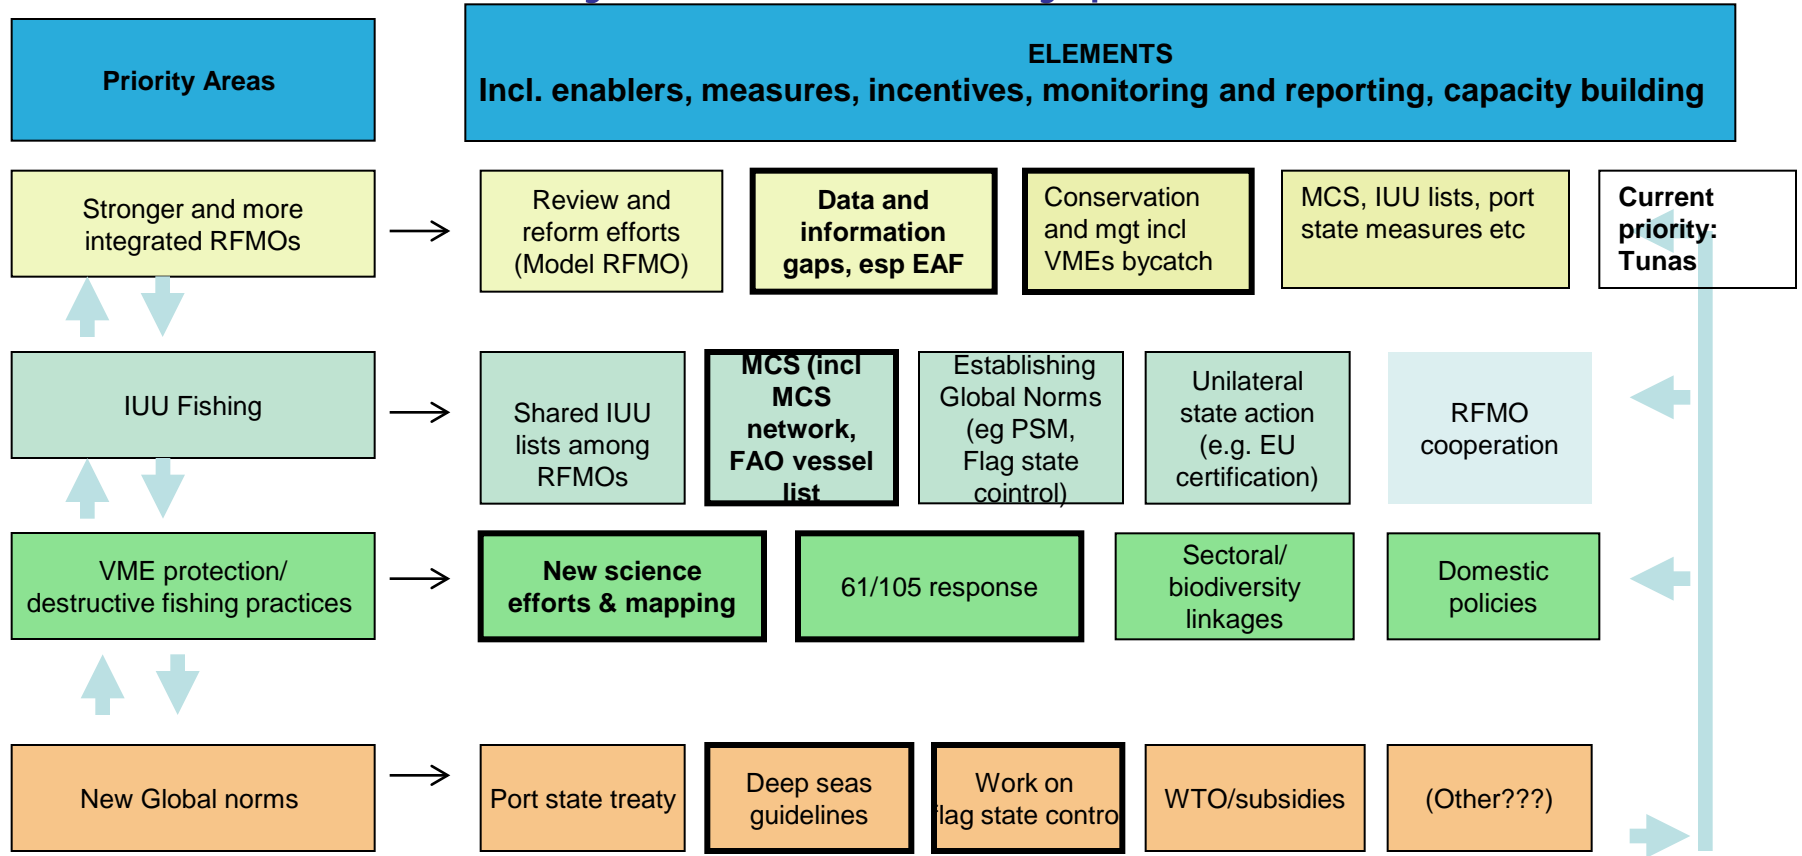 Priority Areas
ELEMENTS
Incl. enablers, measures, incentives, monitoring and reporting, capacity building
Stronger and more
integrated RFMOs
Review and
reform efforts
(Model RFMO)
Data and
information
gaps, esp EAF
Conservation
and mgt incl
VMEs bycatch
MCS, IUU lists, port
state measures etc
Current
priority:
Tunas
IUU Fishing
Shared IUU
lists among
RFMOs
MCS (incl
MCS
network,
FAO vessel
list
Establishing
Global Norms
(eg PSM,
Flag state
cointrol)
Unilateral
state action
(e.g. EU
certification)
RFMO
cooperation
VME protection/
destructive fishing practices
New science
efforts & mapping
61/105 response
Sectoral/
biodiversity
linkages
Domestic
policies
New Global norms
Port state treaty
Deep seas
guidelines
Work on
flag state contro
WTO/subsidies
(Other???)